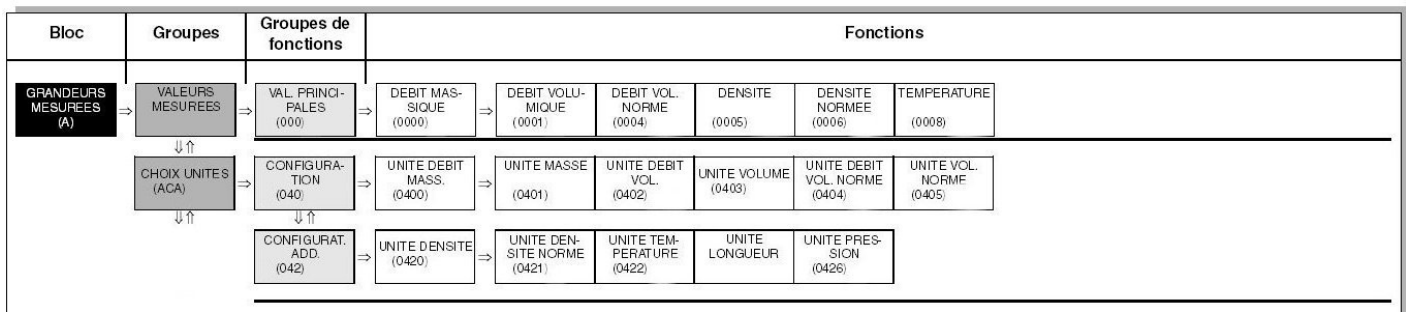 Bloc
Groupes
Groupes de
fonctions
Fonctions
GRANDEURS
MESUREES
(A)
⇒
VALEURS
MESUREES
⇒
VAL. PRINCI-
PALES
(000)
⇒
DEBIT MAS-
SIQUE
(0000)
⇒
DEBIT VOLU-
MIQUE
(0001)
DEBIT VOL.
NORME
(0004)
DENSITE
(0005)
DENSITE
NORMEE
(0006)
TEMPERATURE
(0008)
⇓⇑
CHOIX UNITES
(ACA)
⇒
CONFIGURA-
TION
(040)
⇒
UNITE DEBIT
MASS.
(0400)
⇒
UNITE MASSE
(0401)
UNITE DEBIT
VOL.
(0402)
UNITE VOLUME
(0403)
UNITE DEBIT
VOL. NORME
(0404)
UNITE VOL.
NORME
(0405)
⇓⇑
⇓⇑
CONFIGURAT.
ADD.
(042)
⇒
UNITE DENSITE
(0420)
⇒
UNITE DEN-
SITE NORME
(0421)
UNITE TEM-
PERATURE
(0422)
UNITE
LONGUEUR
UNITE PRES-
SION
(0426)